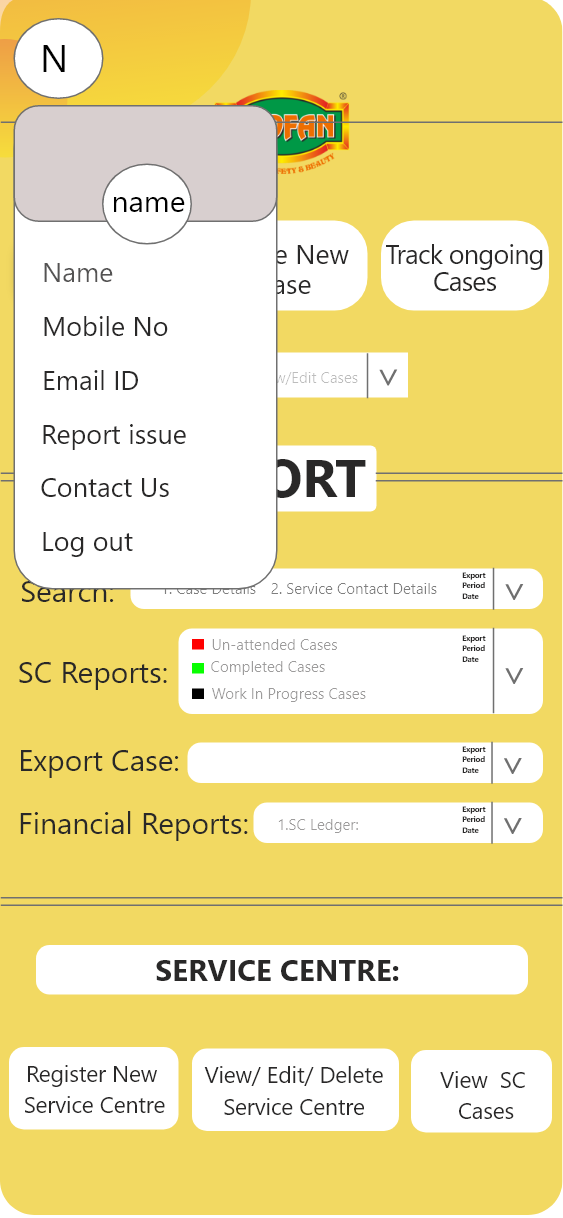 N
OFAN
®
ETY & BEAUTY
name
Name
Mobile No
Email ID
Report issue
Contact Us
Log out
e New
ase
Track ongoing
Cases
w/Edit Cases
V
ORT
Search:
1. Case Details 2. Service Contact Details
Export
Period
Date
V
SC Reports:
Un-attended Cases
Completed Cases
Work In Progress Cases
Export
Period
Date
V
Export Case:
Export
Period
Date
V
Financial Reports:
1.SC Ledger:
Export
Period
Date
V
SERVICE CENTRE:
Register New
Service Centre
View/ Edit/ Delete
Service Centre
View SC
Cases